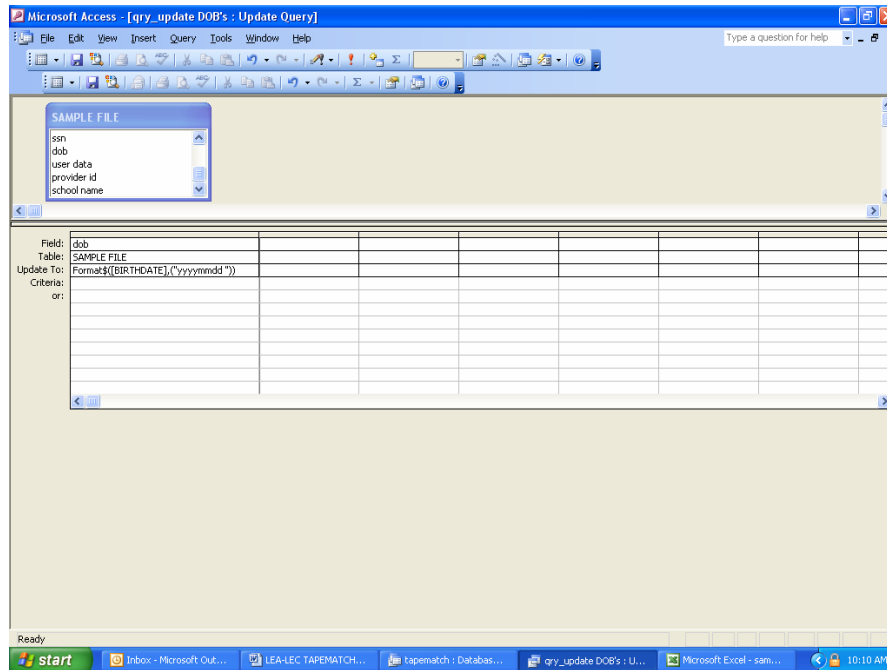 Microsoft Access - [qry_update DOB's : Update Query]
File Edit View Insert Query Tools Window Help
Type a question for help
SAMPLE FILE
ssn
dob
user data
provider id
school name
Field: dob
Table: SAMPLE FILE
Update To: Format$([BIRTHDATE],("yyyymmdd "))
Criteria:
or:
Ready
start Inbox - Microsoft Out... LEA-LEC TAPEMATCH... tapematch : Databas... qry_update DOB's : U... Microsoft Excel - sam... 10:10 AM